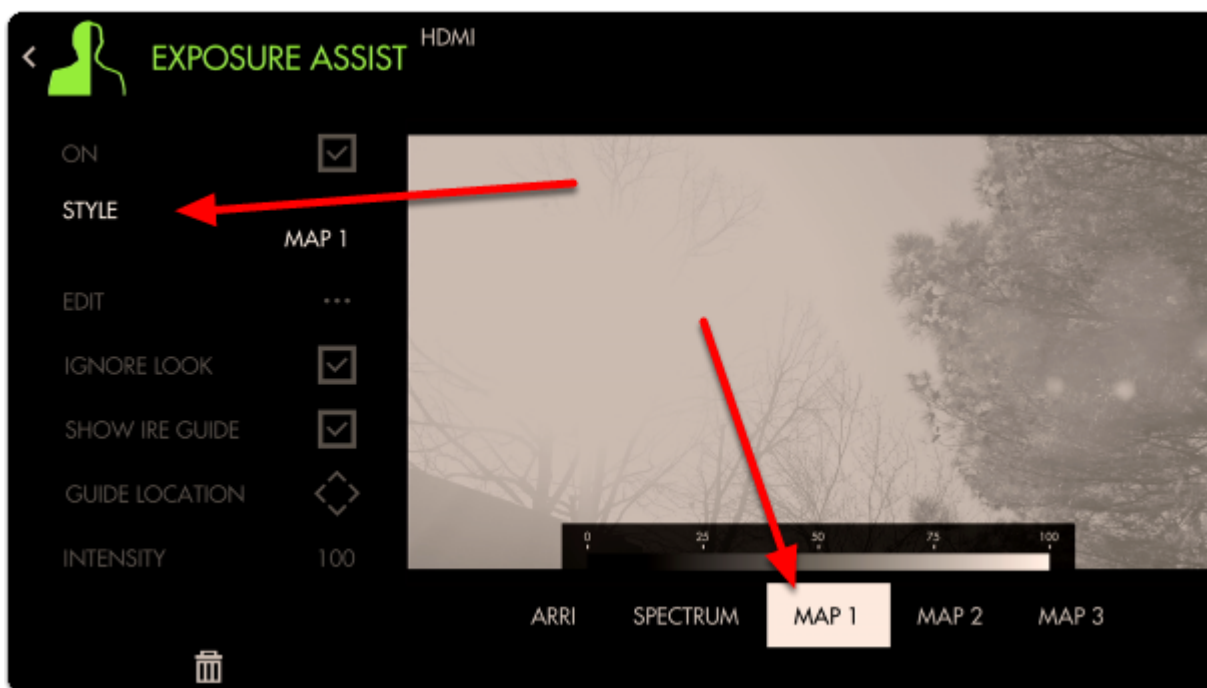 EXPOSURE ASSIST
HDMI
ON
STYLE
MAP 1
EDIT
IGNORE LOOK
SHOW IRE GUIDE
GUIDE LOCATION
INTENSITY 100
0 25 50 75 100
ARRI SPECTRUM MAP 1 MAP 2 MAP 3